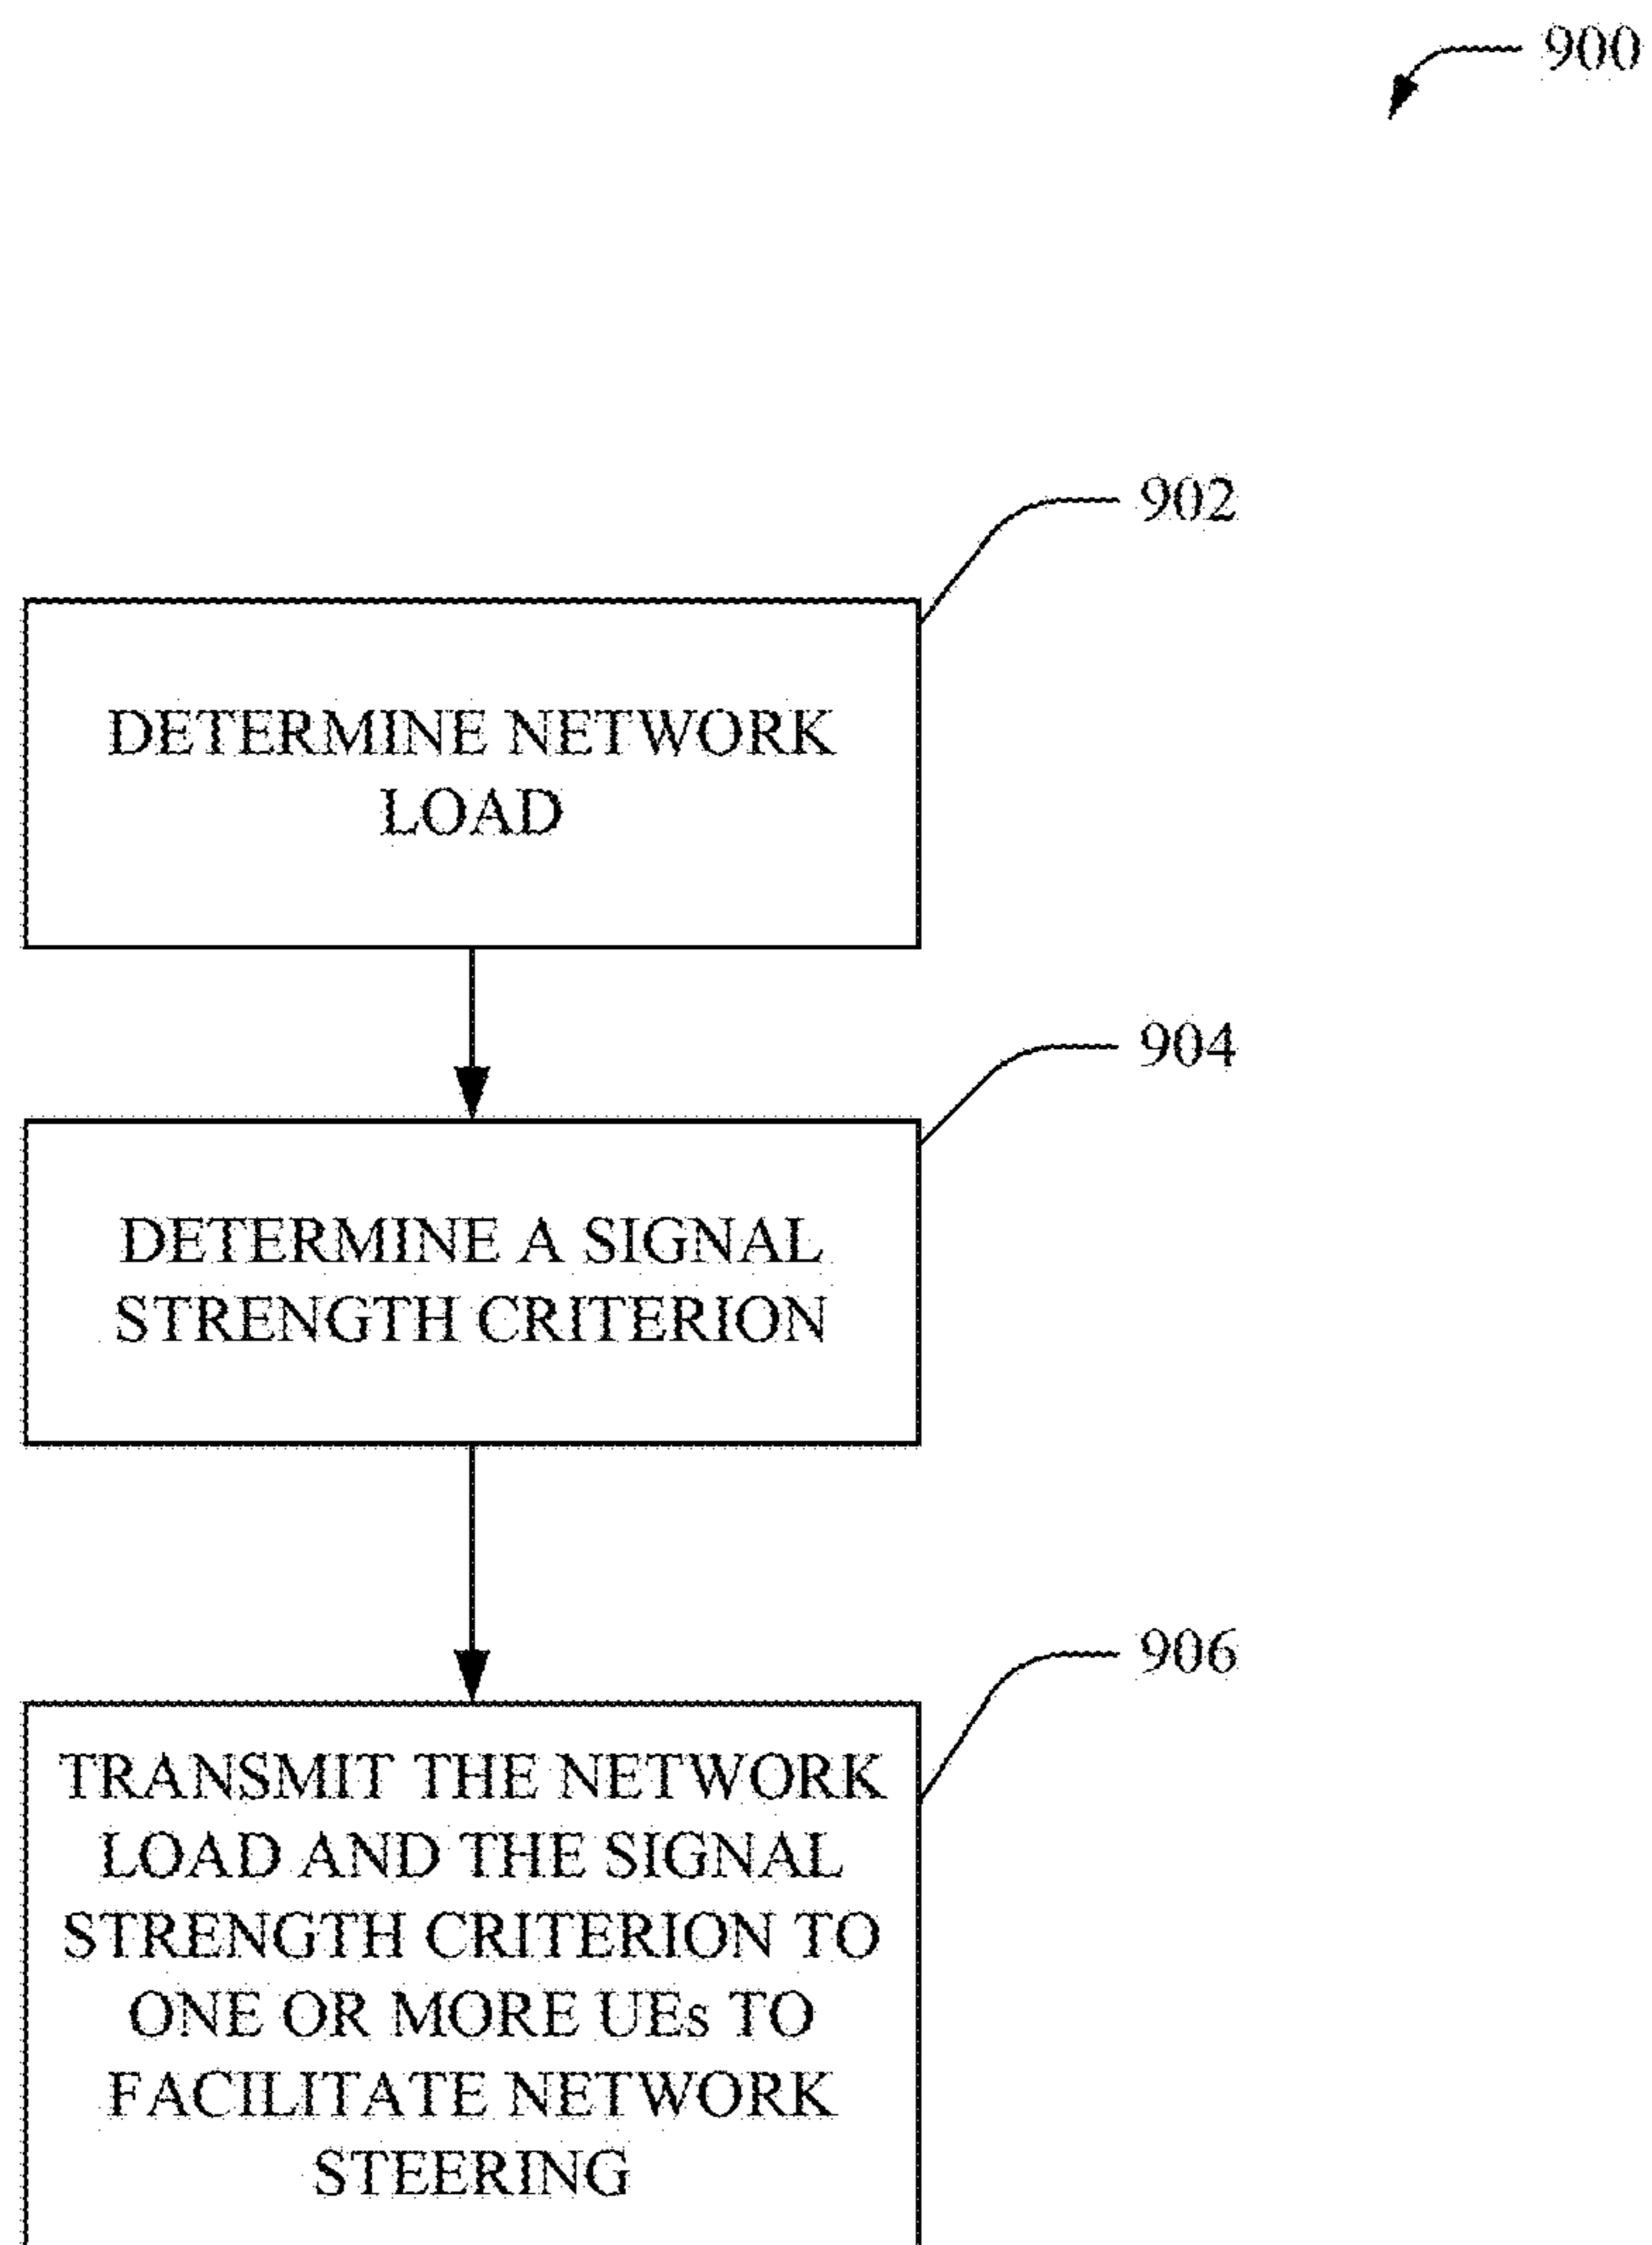 900
902
DETERMINE NETWORK
LOAD
904
DETERMINE A SIGNAL
STRENGTH CRITERION
906
TRANSMIT THE NETWORK
LOAD AND THE SIGNAL
STRENGTH CRITERION TO
ONE OR MORE UEs TO
FACILITATE NETWORK
STEERING